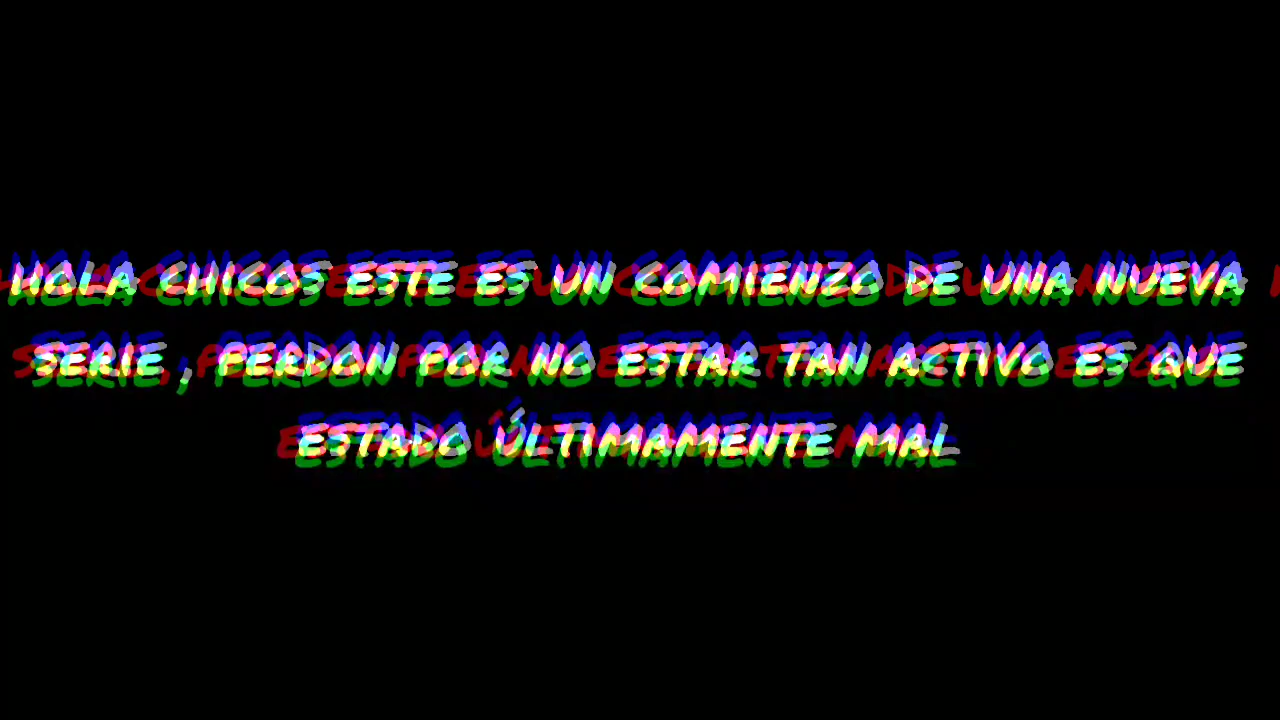 HOLA CHICOS ESTE ES UN COMIENZO DE UNA NUEVA
SERIE, PERDON POR NO ESTAR TAN ACTIVO ES QUE
ESTADO ÚLTIMAMENTE MAL